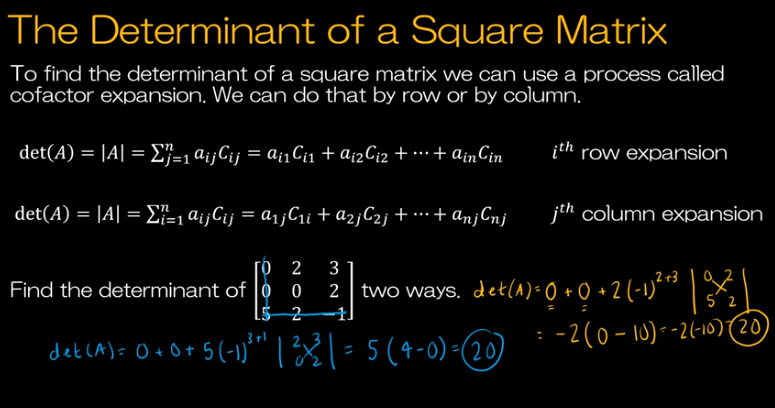 The Determinant of a Square Matrix
To find the determinant of a square matrix we can use a process called
cofactor expansion. We can do that by row or by column.
det(A) = |A| = ∑ⁿⱼ₌₁ aᵢⱼCᵢⱼ = aᵢ₁Cᵢ₁ + aᵢ₂Cᵢ₂ + ⋯ + aᵢₙCᵢₙ iᵗʰ row expansion
det(A) = |A| = ∑ⁿᵢ₌₁ aᵢⱼCᵢⱼ = a₁ⱼC₁ᵢ + a₂ⱼC₂ⱼ + ⋯ + aₙⱼCₙⱼ jᵗʰ column expansion
Find the determinant of [0 2 3; 0 0 2; 5 2 −1] two ways.
det(A) = 0 + 0 + 2(-1)²⁺³ |0 2; 5 2|
= -2(0 - 10) = -2(-10) = 20
det(A) = 0 + 0 + 5(-1)³⁺¹ |2 3; 0 2| = 5(4-0) = 20